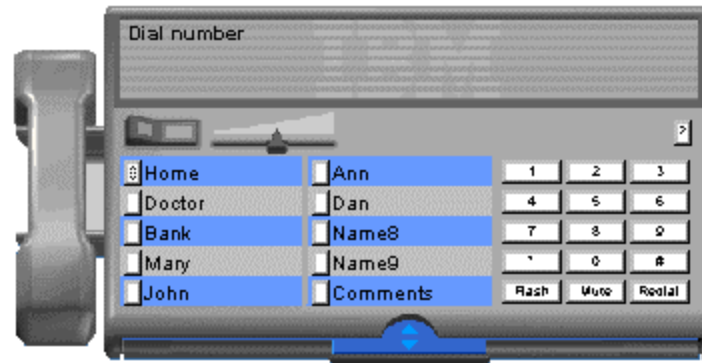 Dial number
IBM
?
Home
Ann
1 2 3
Doctor
Dan
4 5 6
Bank
Name8
7 8 9
Mary
Name9
* 0 #
John
Comments
Flash Mute Redial